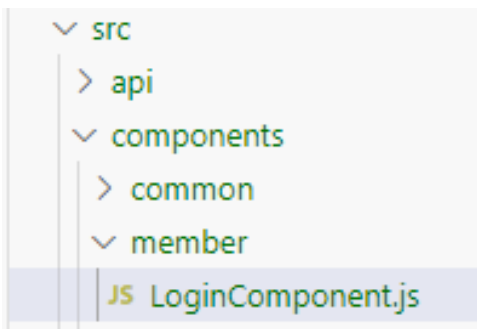 src
api
components
common
member
JS LoginComponent.js